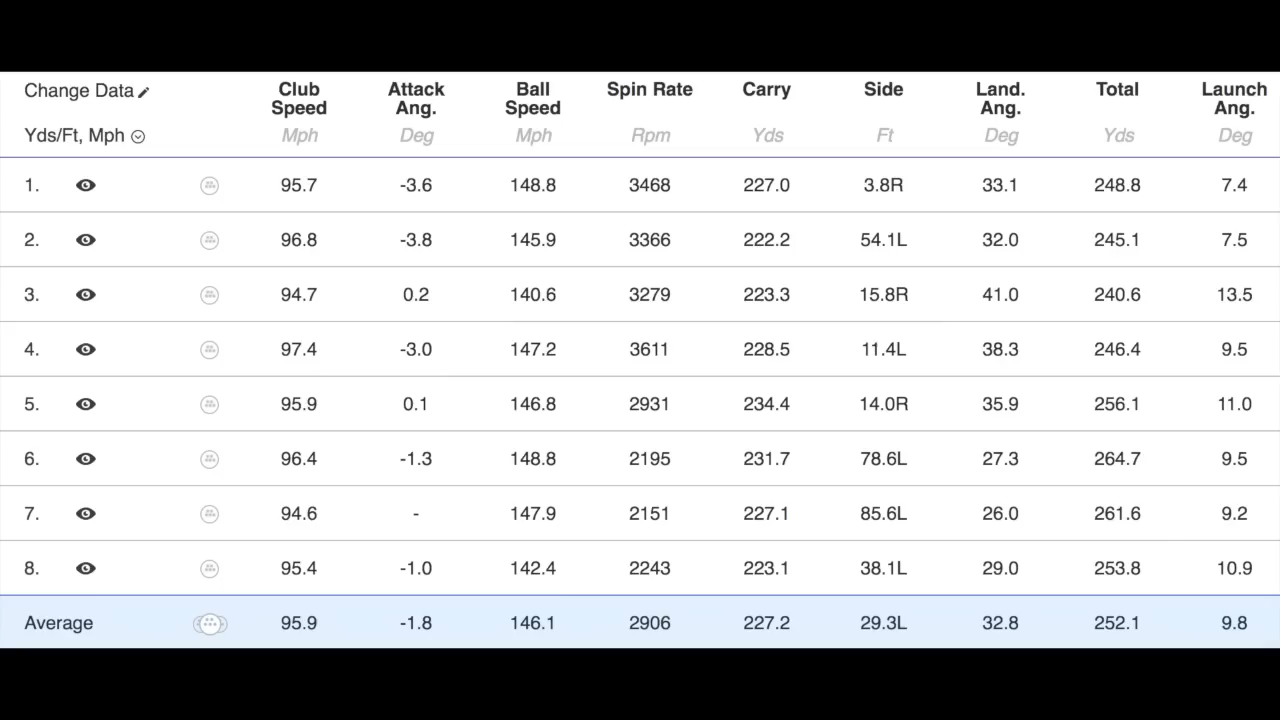 Change Data Club Speed Attack Ang. Ball Speed Spin Rate Carry Side Land. Ang. Total Launch Ang.
Yds/Ft, Mph Mph Deg Mph Rpm Yds Ft Deg Yds Deg
1. 95.7 -3.6 148.8 3468 227.0 3.8R 33.1 248.8 7.4
2. 96.8 -3.8 145.9 3366 222.2 54.1L 32.0 245.1 7.5
3. 94.7 0.2 140.6 3279 223.3 15.8R 41.0 240.6 13.5
4. 97.4 -3.0 147.2 3611 228.5 11.4L 38.3 246.4 9.5
5. 95.9 0.1 146.8 2931 234.4 14.0R 35.9 256.1 11.0
6. 96.4 -1.3 148.8 2195 231.7 78.6L 27.3 264.7 9.5
7. 94.6 - 147.9 2151 227.1 85.6L 26.0 261.6 9.2
8. 95.4 -1.0 142.4 2243 223.1 38.1L 29.0 253.8 10.9
Average 95.9 -1.8 146.1 2906 227.2 29.3L 32.8 252.1 9.8